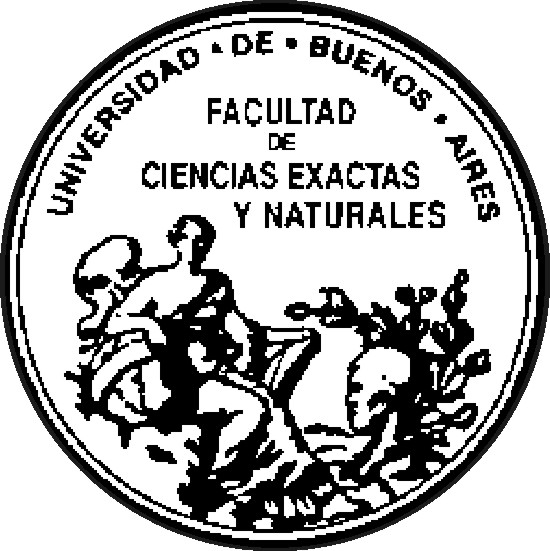 UNIVERSIDAD • DE • BUENOS • AIRES
FACULTAD
DE
CIENCIAS EXACTAS
Y NATURALES